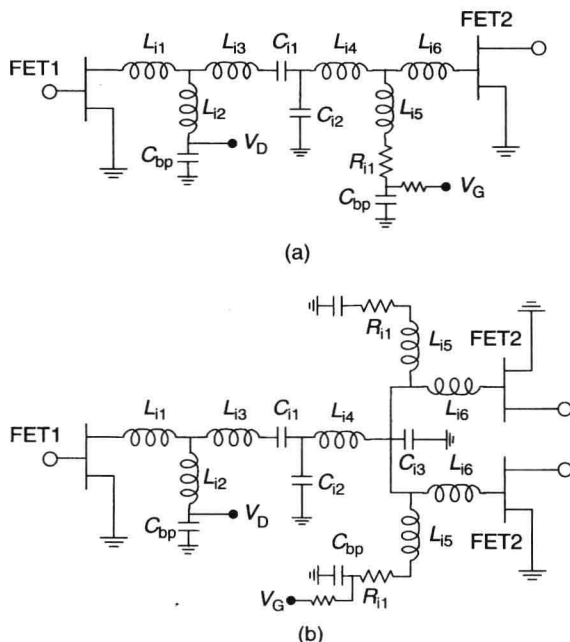 L_i1 L_i3 C_i1 L_i4 L_i6 FET2
FET1
L_i2 C_i2 L_i5
C_bp V_D R_i1
C_bp V_G
(a)
R_i1 L_i5 FET2
L_i1 L_i3 C_i1 L_i4 L_i6
FET1
L_i2 C_i2 C_i3 L_i6
C_bp V_D C_bp L_i5 FET2
V_G R_i1
(b)